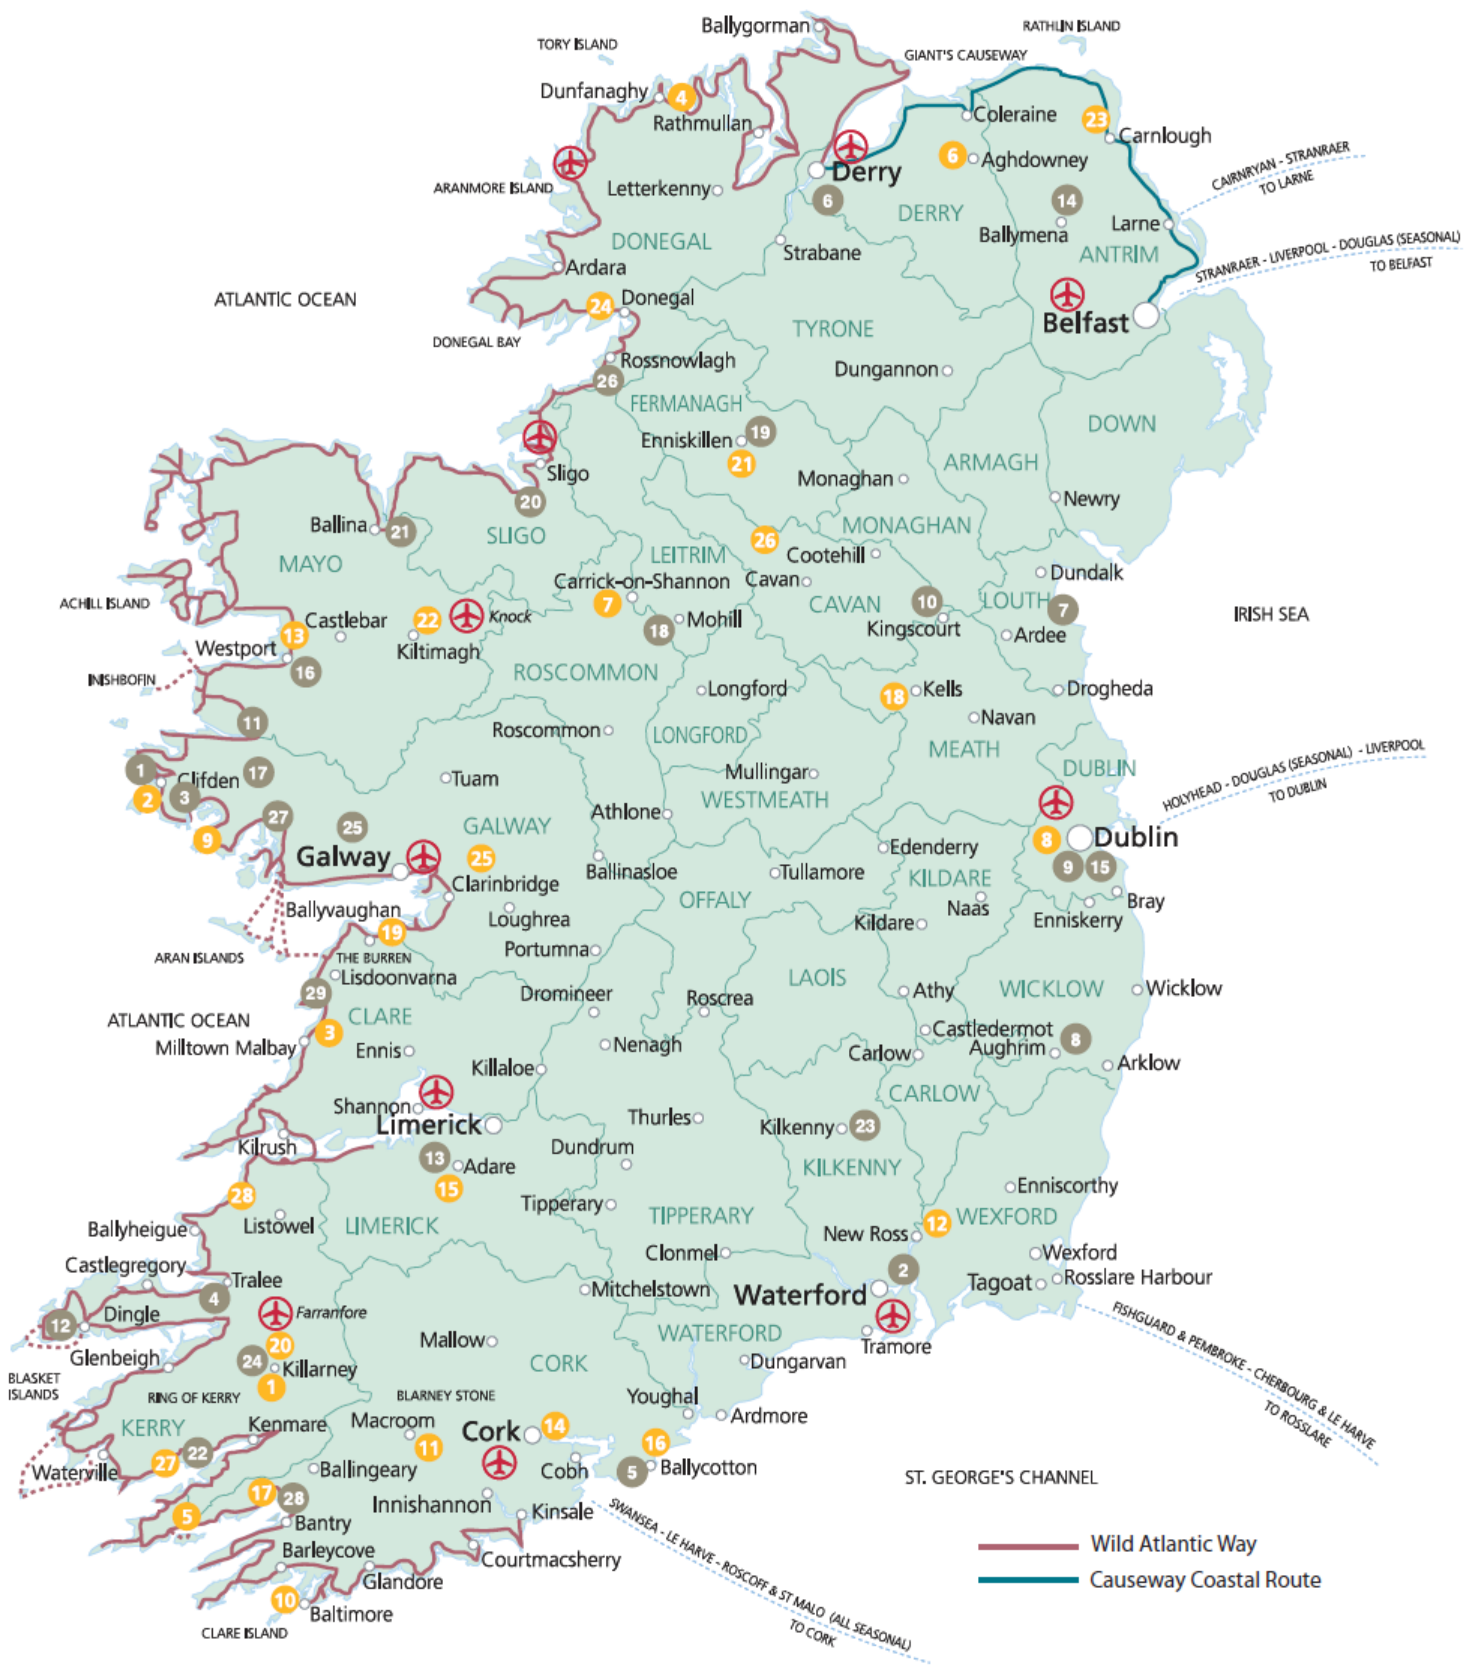 Ballygorman
RATHLIN ISLAND
TORY ISLAND
GIANT'S CAUSEWAY
Dunfanaghy
4
Rathmullan
Coleraine
23
Carnlough
6
Aghdowney
Derry
CAIRNRYAN - STRANRAER
TO LARNE
ARANMORE ISLAND
Letterkenny
6
14
DERRY
Ballymena
Larne
DONEGAL
Strabane
ANTRIM
STRANRAER - LIVERPOOL - DOUGLAS (SEASONAL)
TO BELFAST
Ardara
ATLANTIC OCEAN
24
Donegal
Belfast
TYRONE
DONEGAL BAY
Rossnowlagh
Dungannon
26
FERMANAGH
DOWN
Enniskillen
19
21
ARMAGH
Sligo
Monaghan
Newry
20
Ballina
21
SLIGO
MONAGHAN
26
LEITRIM
Cootehill
MAYO
Carrick-on-Shannon
Cavan
Dundalk
ACHILL ISLAND
7
CAVAN
10
LOUTH
7
IRISH SEA
Castlebar
22
Knock
Mohill
18
Kingscourt
Ardee
13
Westport
Kiltimagh
16
ROSCOMMON
INISHBOFIN
Longford
18
Kells
Drogheda
11
Navan
Roscommon
LONGFORD
MEATH
DUBLIN
HOLYHEAD - DOUGLAS (SEASONAL) - LIVERPOOL
TO DUBLIN
1
Clifden
17
Tuam
Mullingar
2
3
WESTMEATH
Athlone
27
25
GALWAY
9
8
Dublin
Galway
25
Edenderry
9
15
Ballinasloe
Tullamore
KILDARE
Clarinbridge
OFFALY
Naas
Bray
Ballyvaughan
Loughrea
Kildare
Enniskerry
19
Portumna
ARAN ISLANDS
THE BURREN
Lisdoonvarna
LAOIS
29
Dromineer
Roscrea
Athy
WICKLOW
Wicklow
ATLANTIC OCEAN
CLARE
3
Castledermot
8
Milltown Malbay
Ennis
Nenagh
Carlow
Aughrim
Killaloe
Arklow
CARLOW
Shannon
Limerick
Thurles
Kilkenny
23
Kilrush
Dundrum
13
Adare
KILKENNY
15
28
Enniscorthy
Tipperary
Listowel
LIMERICK
TIPPERARY
12
WEXFORD
Ballyheigue
New Ross
Clonmel
Wexford
Castlegregory
2
Tralee
Mitchelstown
Tagoat
Rosslare Harbour
4
Waterford
Farranfore
12
Dingle
FISHGUARD & PEMBROKE - CHERBOURG & LE HARVE
TO ROSSLARE
20
Mallow
WATERFORD
Tramore
Glenbeigh
24
Killarney
CORK
Dungarvan
BLASKET
ISLANDS
1
RING OF KERRY
BLARNEY STONE
Youghal
KERRY
Kenmare
Macroom
Ardmore
Cork
14
11
16
22
27
Waterville
Ballingeary
Cobh
5
Ballycotton
ST. GEORGE'S CHANNEL
17
28
Innishannon
5
Kinsale
Bantry
SWANSEA - LE HARVE - ROSCOFF & ST MALO (ALL SEASONAL)
TO CORK
Barleycove
Courtmacsherry
Wild Atlantic Way
Glandore
Causeway Coastal Route
10
Baltimore
CLARE ISLAND